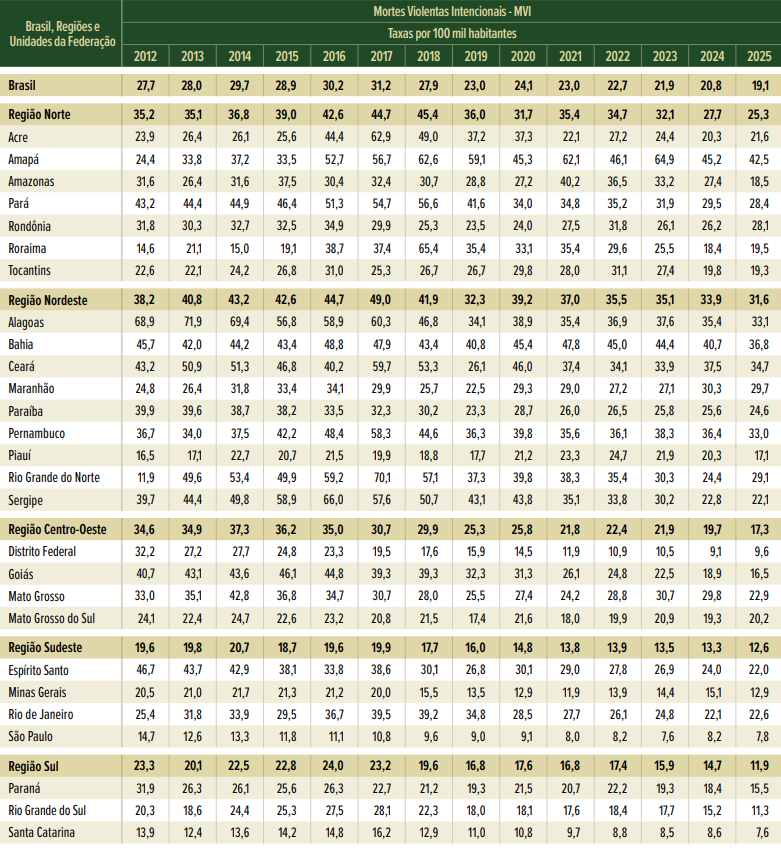 Brasil, Regiões e
Unidades da Federação
Mortes Violentas Intencionais - MVI
Taxas por 100 mil habitantes
2012 2013 2014 2015 2016 2017 2018 2019 2020 2021 2022 2023 2024 2025
Brasil 27,7 28,0 29,7 28,9 30,2 31,2 27,9 23,0 24,1 23,0 22,7 21,9 20,8 19,1
Região Norte 35,2 35,1 36,8 39,0 42,6 44,7 45,4 36,0 31,7 35,4 34,7 32,1 27,7 25,3
Acre 23,9 26,4 26,1 25,6 44,4 62,9 49,0 37,2 37,3 22,1 27,2 24,4 20,3 21,6
Amapá 24,4 33,8 37,2 33,5 52,7 56,7 62,6 59,1 45,3 62,1 46,1 64,9 45,2 42,5
Amazonas 31,6 26,4 31,6 37,5 30,4 32,4 30,7 28,8 27,2 40,2 36,5 33,2 27,4 18,5
Pará 43,2 44,4 44,9 46,4 51,3 54,7 56,6 41,6 34,0 34,8 35,2 31,9 29,5 28,4
Rondônia 31,8 30,3 32,7 32,5 34,9 29,9 25,3 23,5 24,0 27,5 31,8 26,1 26,2 28,1
Roraima 14,6 21,1 15,0 19,1 38,7 37,4 65,4 35,4 33,1 35,4 29,6 25,5 18,4 19,5
Tocantins 22,6 22,1 24,2 26,8 31,0 25,3 26,7 26,7 29,8 28,0 31,1 27,4 19,8 19,3
Região Nordeste 38,2 40,8 43,2 42,6 44,7 49,0 41,9 32,3 39,2 37,0 35,5 35,1 33,9 31,6
Alagoas 68,9 71,9 69,4 56,8 58,9 60,3 46,8 34,1 38,9 35,4 36,9 37,6 35,4 33,1
Bahia 45,7 42,0 44,2 43,4 48,8 47,9 43,4 40,8 45,4 47,8 45,0 44,4 40,7 36,8
Ceará 43,2 50,9 51,3 46,8 40,2 59,7 53,3 26,1 46,0 37,4 34,1 33,9 37,5 34,7
Maranhão 24,8 26,4 31,8 33,4 34,1 29,9 25,7 22,5 29,3 29,0 27,2 27,1 30,3 29,7
Paraíba 39,9 39,6 38,7 38,2 33,5 32,3 30,2 23,3 28,7 26,0 26,5 25,8 25,6 24,6
Pernambuco 36,7 34,0 37,5 42,2 48,4 58,3 44,6 36,3 39,8 35,6 36,1 38,3 36,4 33,0
Piauí 16,5 17,1 22,7 20,7 21,5 19,9 18,8 17,7 21,2 23,3 24,7 21,9 20,3 17,1
Rio Grande do Norte 11,9 49,6 53,4 49,9 59,2 70,1 57,1 37,3 39,8 38,3 35,4 30,3 24,4 29,1
Sergipe 39,7 44,4 49,8 58,9 66,0 57,6 50,7 43,1 43,8 35,1 33,8 30,2 22,8 22,1
Região Centro-Oeste 34,6 34,9 37,3 36,2 35,0 30,7 29,9 25,3 25,8 21,8 22,4 21,9 19,7 17,3
Distrito Federal 32,2 27,2 27,7 24,8 23,3 19,5 17,6 15,9 14,5 11,9 10,9 10,5 9,1 9,6
Goiás 40,7 43,1 43,6 46,1 44,8 39,3 39,3 32,3 31,3 26,1 24,8 22,5 18,9 16,5
Mato Grosso 33,0 35,1 42,8 36,8 34,7 30,7 28,0 25,5 27,4 24,2 28,8 30,7 29,8 22,9
Mato Grosso do Sul 24,1 22,4 24,7 22,6 23,2 20,8 21,5 17,4 21,6 18,0 19,9 20,9 19,3 20,2
Região Sudeste 19,6 19,8 20,7 18,7 19,6 19,9 17,7 16,0 14,8 13,8 13,9 13,5 13,3 12,6
Espírito Santo 46,7 43,7 42,9 38,1 33,8 38,6 30,1 26,8 30,1 29,0 27,8 26,9 24,0 22,0
Minas Gerais 20,5 21,0 21,7 21,3 21,2 20,0 15,5 13,5 12,9 11,9 13,9 14,4 15,1 12,9
Rio de Janeiro 25,4 31,8 33,9 29,5 36,7 39,5 39,2 34,8 28,5 27,7 26,1 24,8 22,1 22,6
São Paulo 14,7 12,6 13,3 11,8 11,1 10,8 9,6 9,0 9,1 8,0 8,2 7,6 8,2 7,8
Região Sul 23,3 20,1 22,5 22,8 24,0 23,2 19,6 16,8 17,6 16,8 17,4 15,9 14,7 11,9
Paraná 31,9 26,3 26,1 25,6 26,3 22,7 21,2 19,3 21,5 20,7 22,2 19,3 18,4 15,5
Rio Grande do Sul 20,3 18,6 24,4 25,3 27,5 28,1 22,3 18,0 18,1 17,6 18,4 17,7 15,2 11,3
Santa Catarina 13,9 12,4 13,6 14,2 14,8 16,2 12,9 11,0 10,8 9,7 8,8 8,5 8,6 7,6